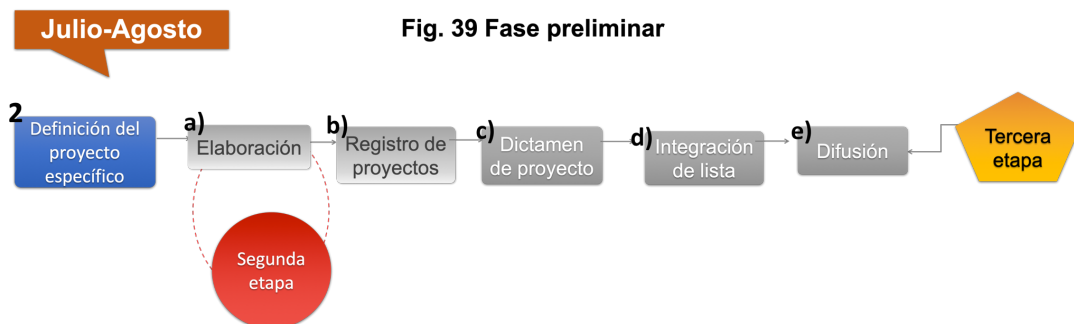 Julio-Agosto
Fig. 39 Fase preliminar
2
Definición del
proyecto
específico
a)
Elaboración
b)
Registro de
proyectos
c)
Dictamen
de proyecto
d)
Integración
de lista
e)
Difusión
Tercera
etapa
Segunda
etapa